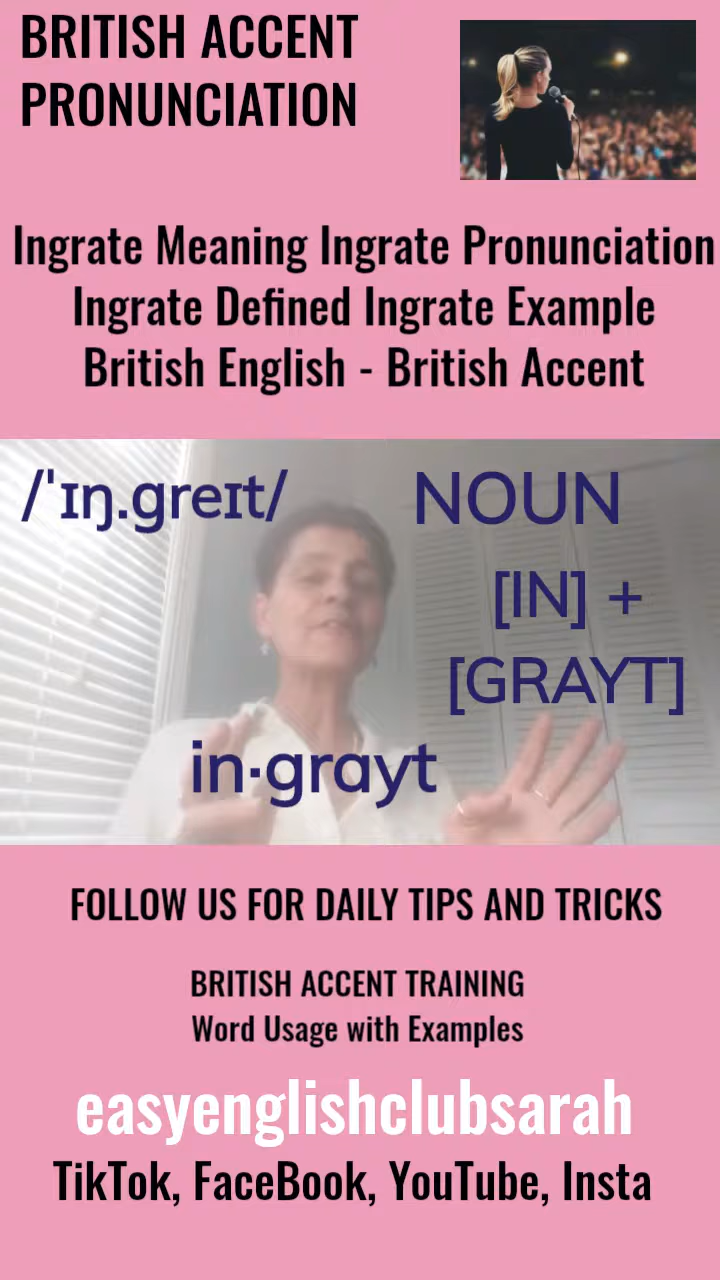 BRITISH ACCENT
PRONUNCIATION
Ingrate Meaning Ingrate Pronunciation
Ingrate Defined Ingrate Example
British English - British Accent
/ˈɪŋ.ɡreɪt/
NOUN
[IN] +
[GRAYT]
in·grayt
FOLLOW US FOR DAILY TIPS AND TRICKS
BRITISH ACCENT TRAINING
Word Usage with Examples
easyenglishclubsarah
TikTok, FaceBook, YouTube, Insta